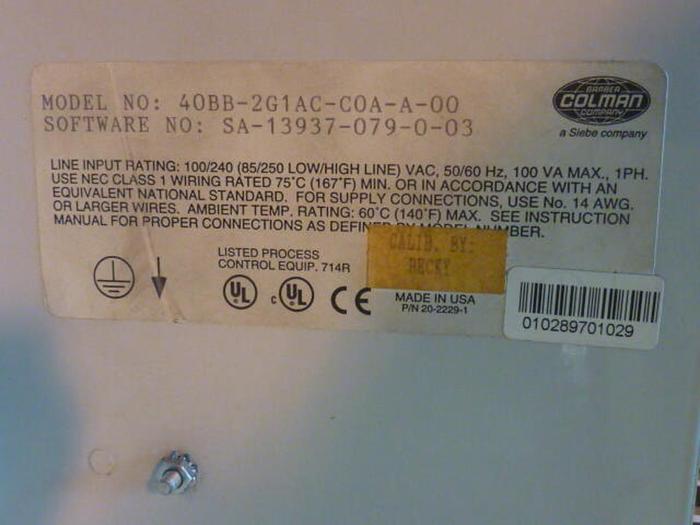 MODEL NO: 40BB-2G1AC-C0A-A-00
SOFTWARE NO: SA-13937-079-0-03
BARBER
COLMAN
COMPANY
a Siebe company
LINE INPUT RATING: 100/240 (85/250 LOW/HIGH LINE) VAC, 50/60 Hz, 100 VA MAX., 1PH.
USE NEC CLASS 1 WIRING RATED 75°C (167°F) MIN. OR IN ACCORDANCE WITH AN
EQUIVALENT NATIONAL STANDARD. FOR SUPPLY CONNECTIONS, USE No. 14 AWG.
OR LARGER WIRES. AMBIENT TEMP. RATING: 60°C (140°F) MAX. SEE INSTRUCTION
MANUAL FOR PROPER CONNECTIONS AS DEFINED BY MODEL NUMBER.
LISTED PROCESS
CONTROL EQUIP. 714R
UL
c UL
CE
CALIB. BY:
BECKY
MADE IN USA
P/N 20-2229-1
010289701029